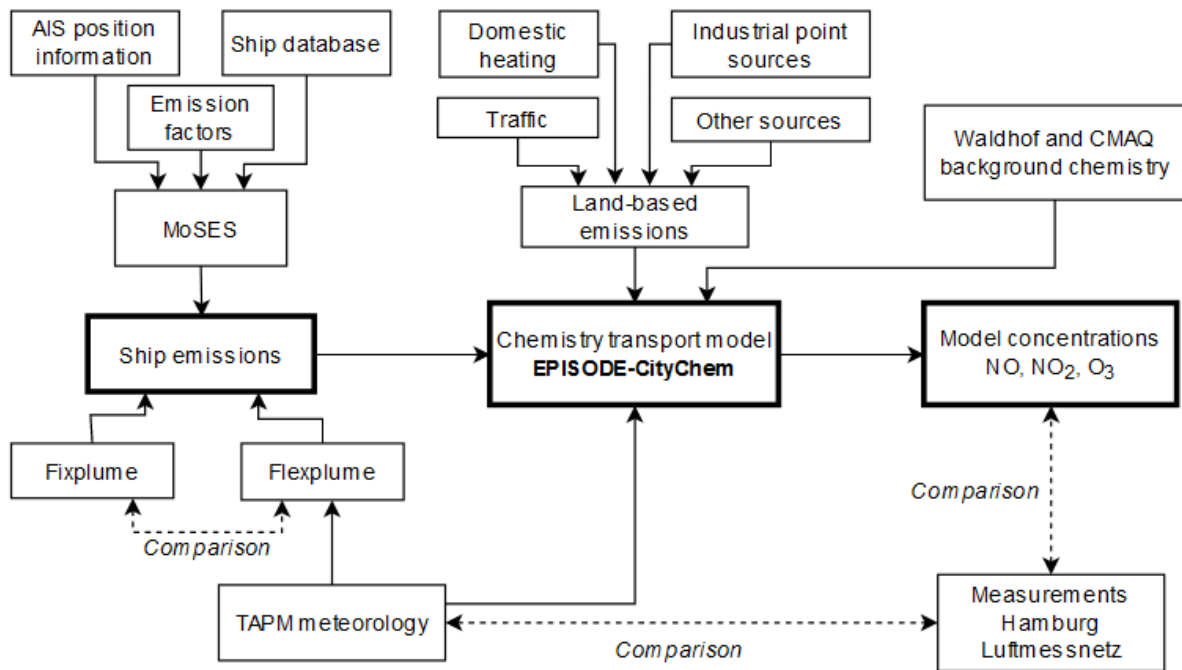 AIS position
information
Ship database
Emission
factors
MoSES
Domestic
heating
Industrial point
sources
Traffic
Other sources
Land-based
emissions
Waldhof and CMAQ
background chemistry
Ship emissions
Chemistry transport model
EPISODE-CityChem
Model concentrations
NO, NO₂, O₃
Fixplume
Flexplume
Comparison
Comparison
TAPM meteorology
Comparison
Measurements
Hamburg
Luftmessnetz